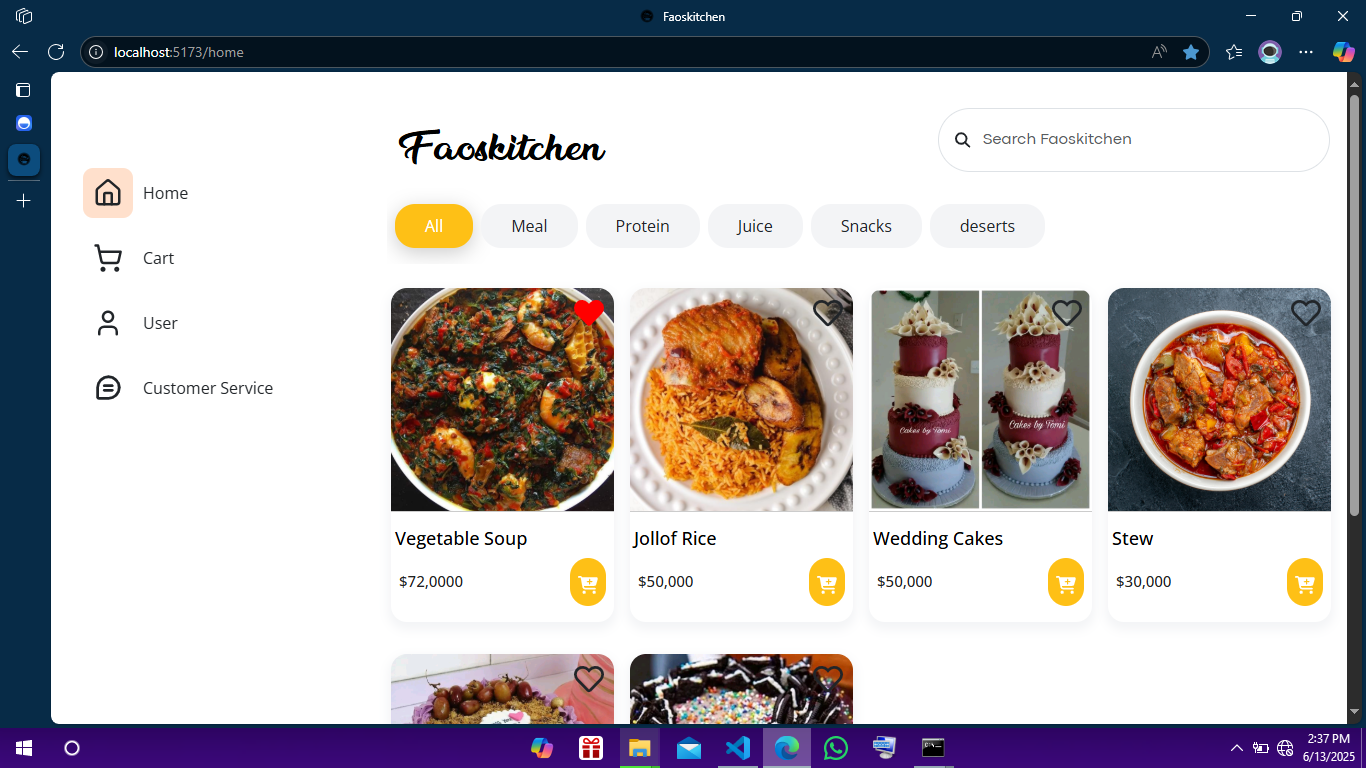 Faoskitchen
localhost:5173/home
Faoskitchen
Search Faoskitchen
Home
Cart
User
Customer Service
All Meal Protein Juice Snacks deserts
Cakes by Tomi Cakes by Tomi
Vegetable Soup Jollof Rice Wedding Cakes Stew
$72,0000 $50,000 $50,000 $30,000
2:37 PM
6/13/2025